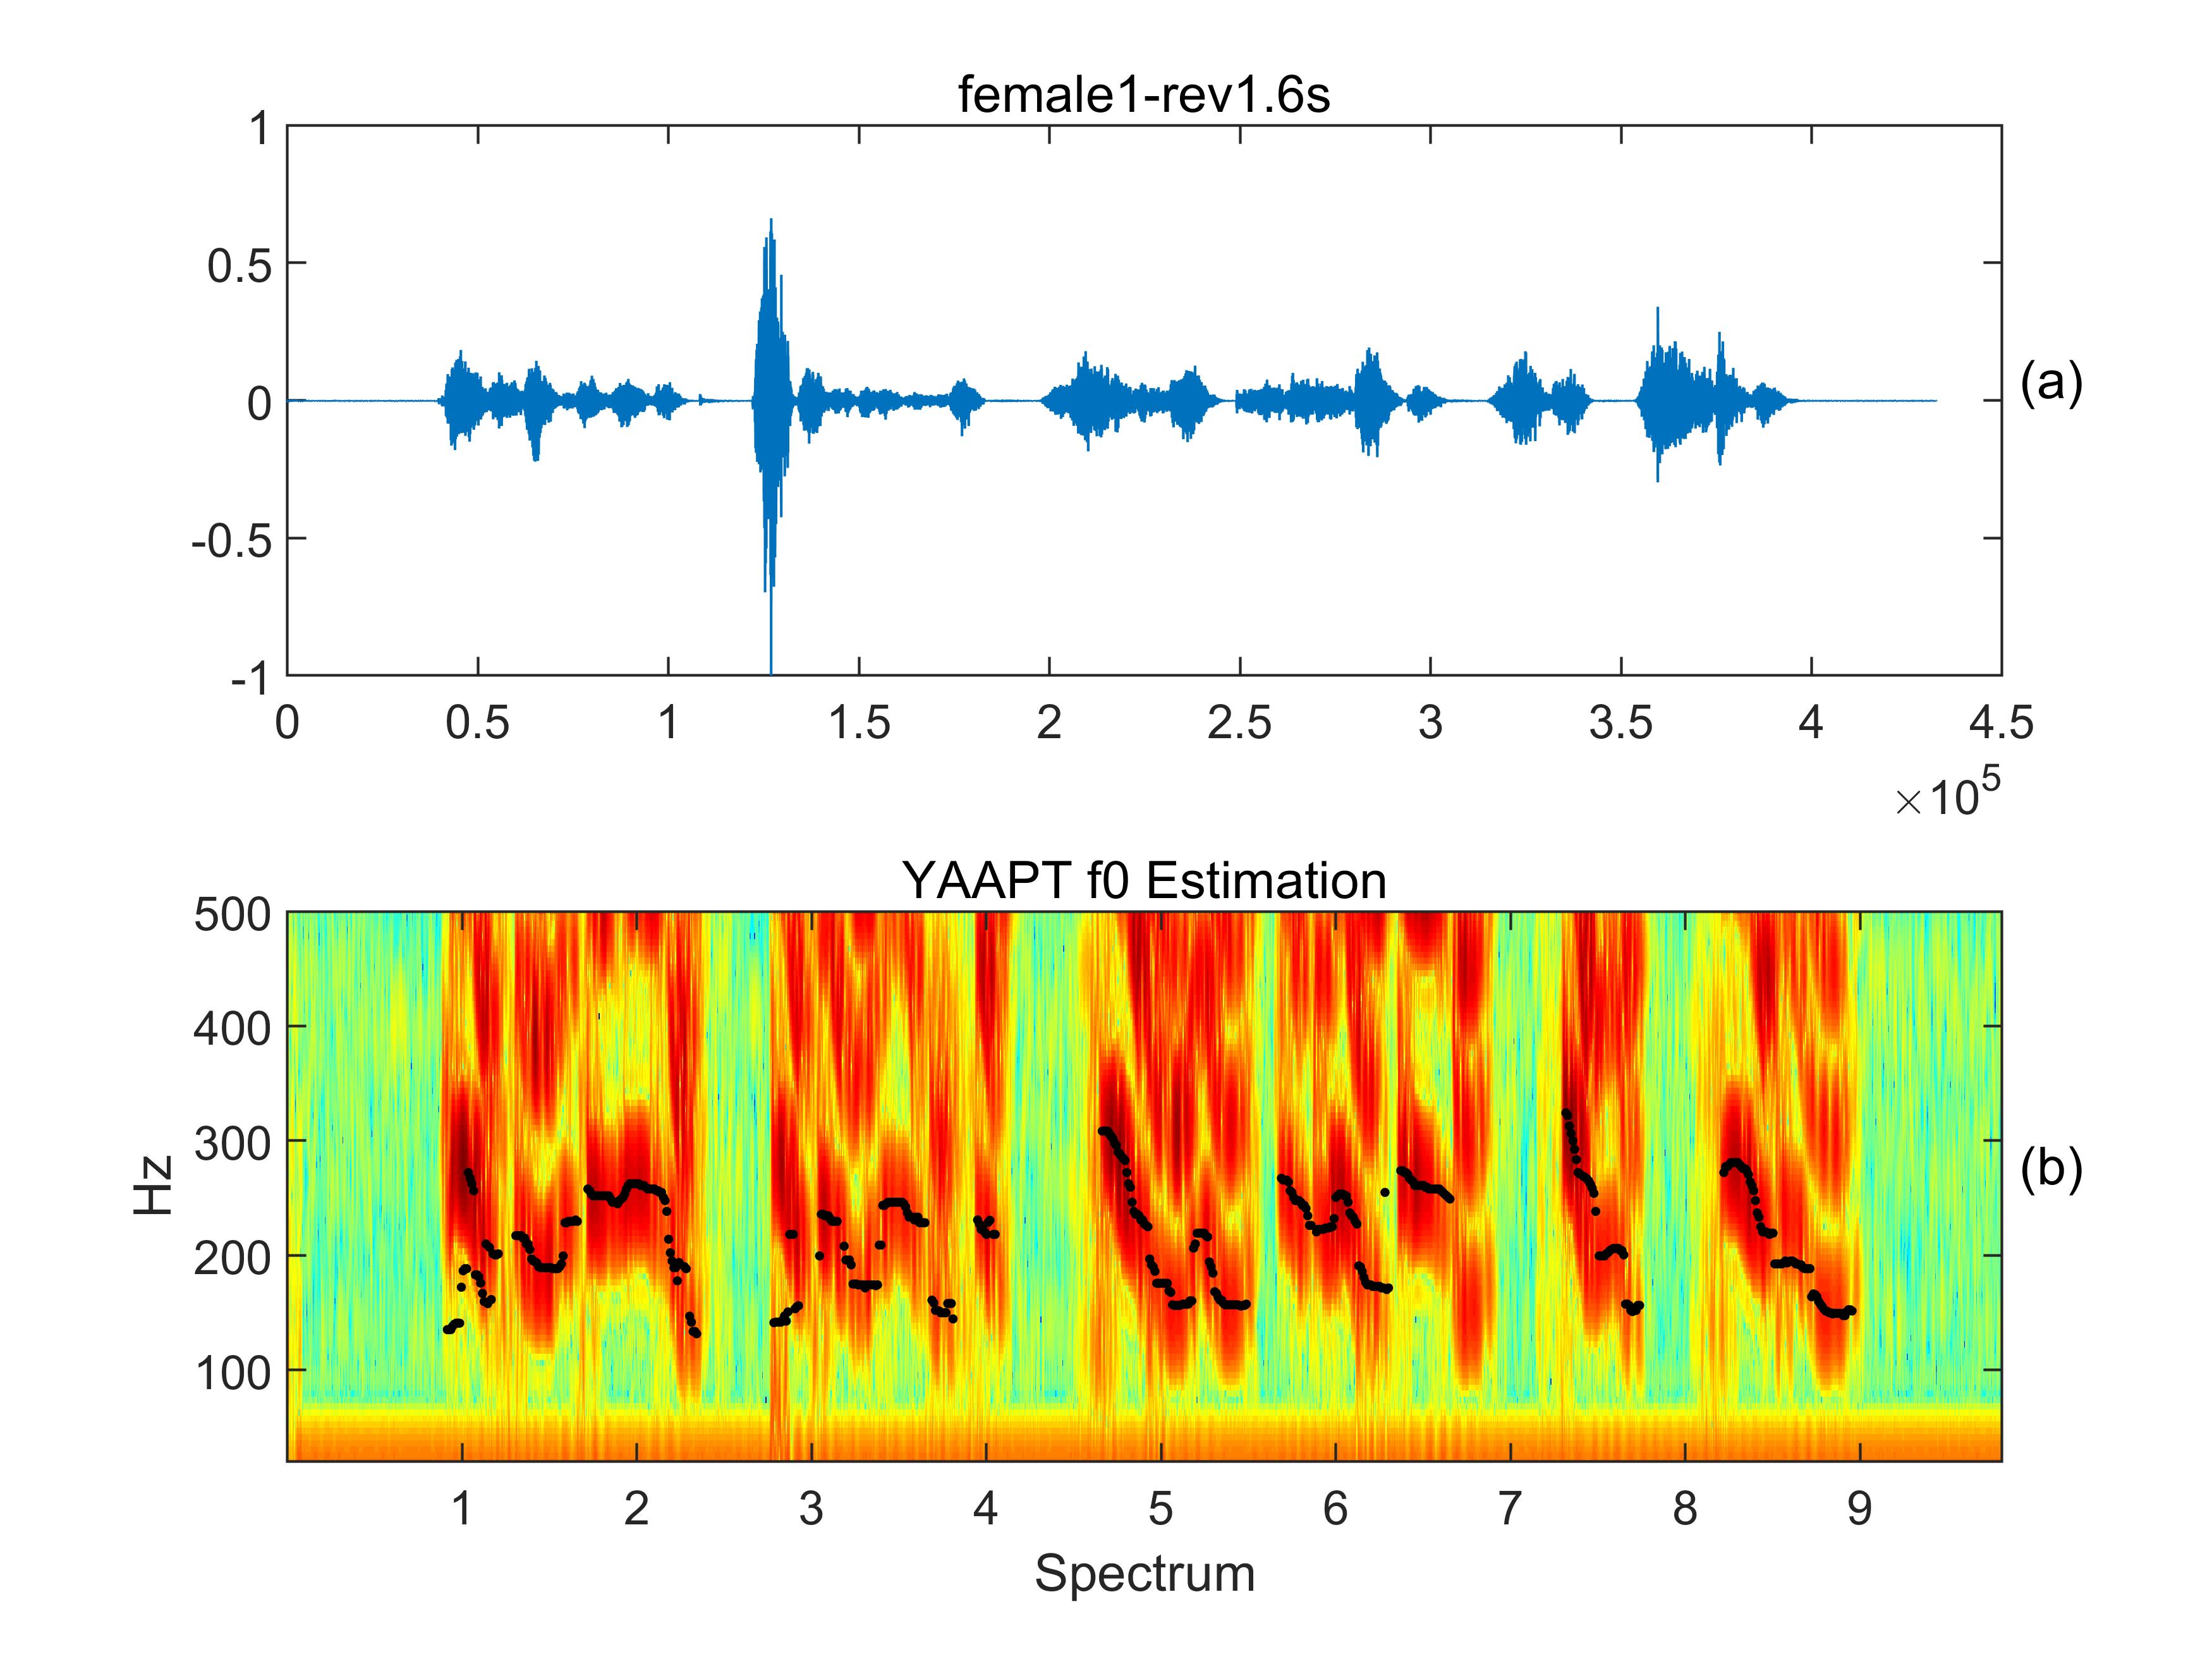 female1-rev1.6s
1
0.5
0
-0.5
-1
(a)
0 0.5 1 1.5 2 2.5 3 3.5 4 4.5
×10⁵
YAAPT f0 Estimation
500
400
300
200
100
Hz
(b)
1 2 3 4 5 6 7 8 9
Spectrum